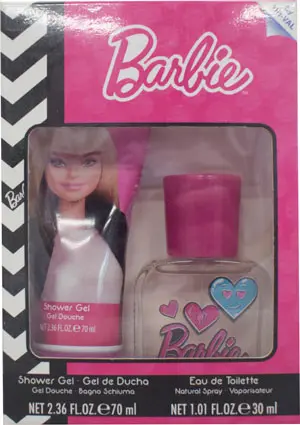 Barbie
Barbie
Shower Gel
Gel Douche
NET 2.36 FL.OZ.℮70 ml
Barbie
Shower Gel - Gel de Ducha
Gel Douche - Bagno Schiuma
NET 2.36 FL.OZ.℮70 ml
Eau de Toilette
Natural Spray - Vaporisateur
NET 1.01 FL.OZ.℮30 ml